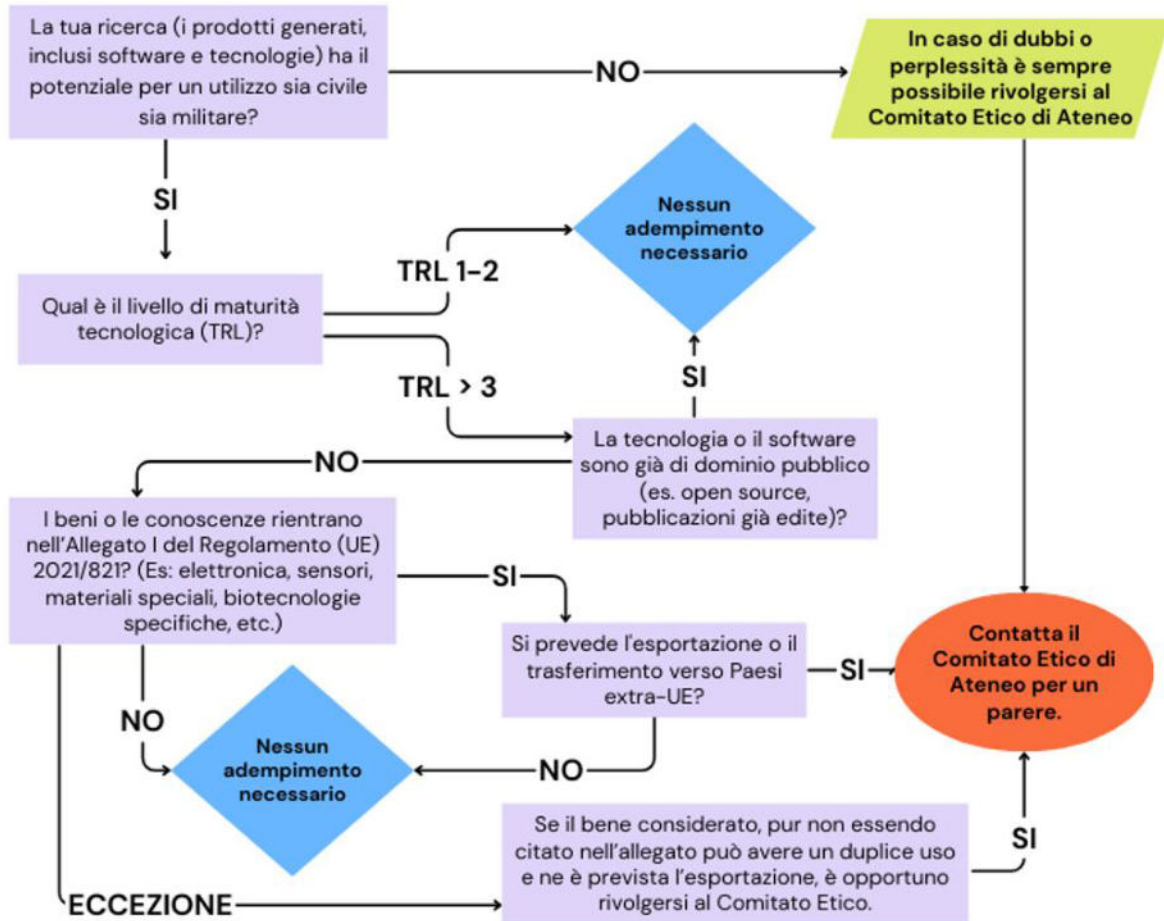 La tua ricerca (i prodotti generati,
inclusi software e tecnologie) ha il
potenziale per un utilizzo sia civile
sia militare?
NO
In caso di dubbi o
perplessità è sempre
possibile rivolgersi al
Comitato Etico di Ateneo
SI
Nessun
adempimento
necessario
TRL 1-2
Qual è il livello di maturità
tecnologica (TRL)?
TRL > 3
SI
La tecnologia o il software
sono già di dominio pubblico
(es. open source,
pubblicazioni già edite)?
NO
I beni o le conoscenze rientrano
nell'Allegato I del Regolamento (UE)
2021/821? (Es: elettronica, sensori,
materiali speciali, biotecnologie
specifiche, etc.)
SI
Si prevede l'esportazione o il
trasferimento verso Paesi
extra-UE?
SI
Contatta il
Comitato Etico di
Ateneo per un
parere.
NO
Nessun
adempimento
necessario
NO
Se il bene considerato, pur non essendo
citato nell'allegato può avere un duplice uso
e ne è prevista l'esportazione, è opportuno
rivolgersi al Comitato Etico.
SI
ECCEZIONE